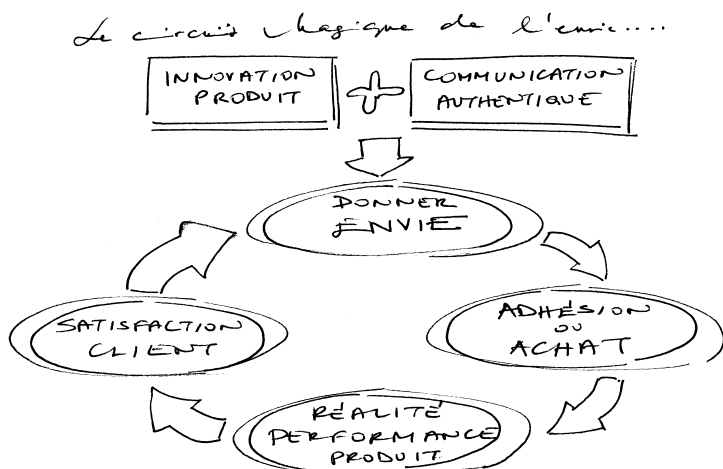 Le circuit Magique de l'envie....
INNOVATION
PRODUIT
+
COMMUNICATION
AUTHENTIQUE
DONNER
ENVIE
ADHÉSION
OU
ACHAT
RÉALITÉ
PERFORMANCE
PRODUIT
SATISFACTION
CLIENT